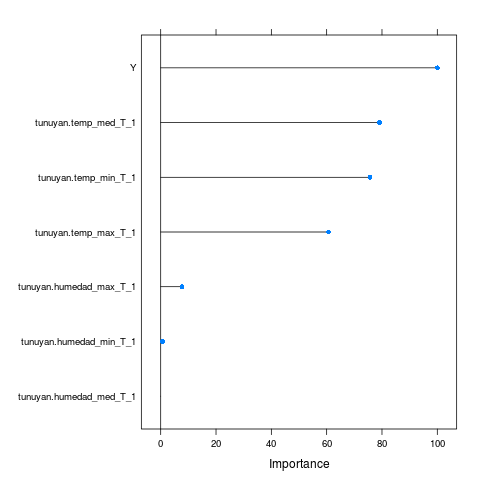 Y
tunuyan.temp_med_T_1
tunuyan.temp_min_T_1
tunuyan.temp_max_T_1
tunuyan.humedad_max_T_1
tunuyan.humedad_min_T_1
tunuyan.humedad_med_T_1
0 20 40 60 80 100
Importance